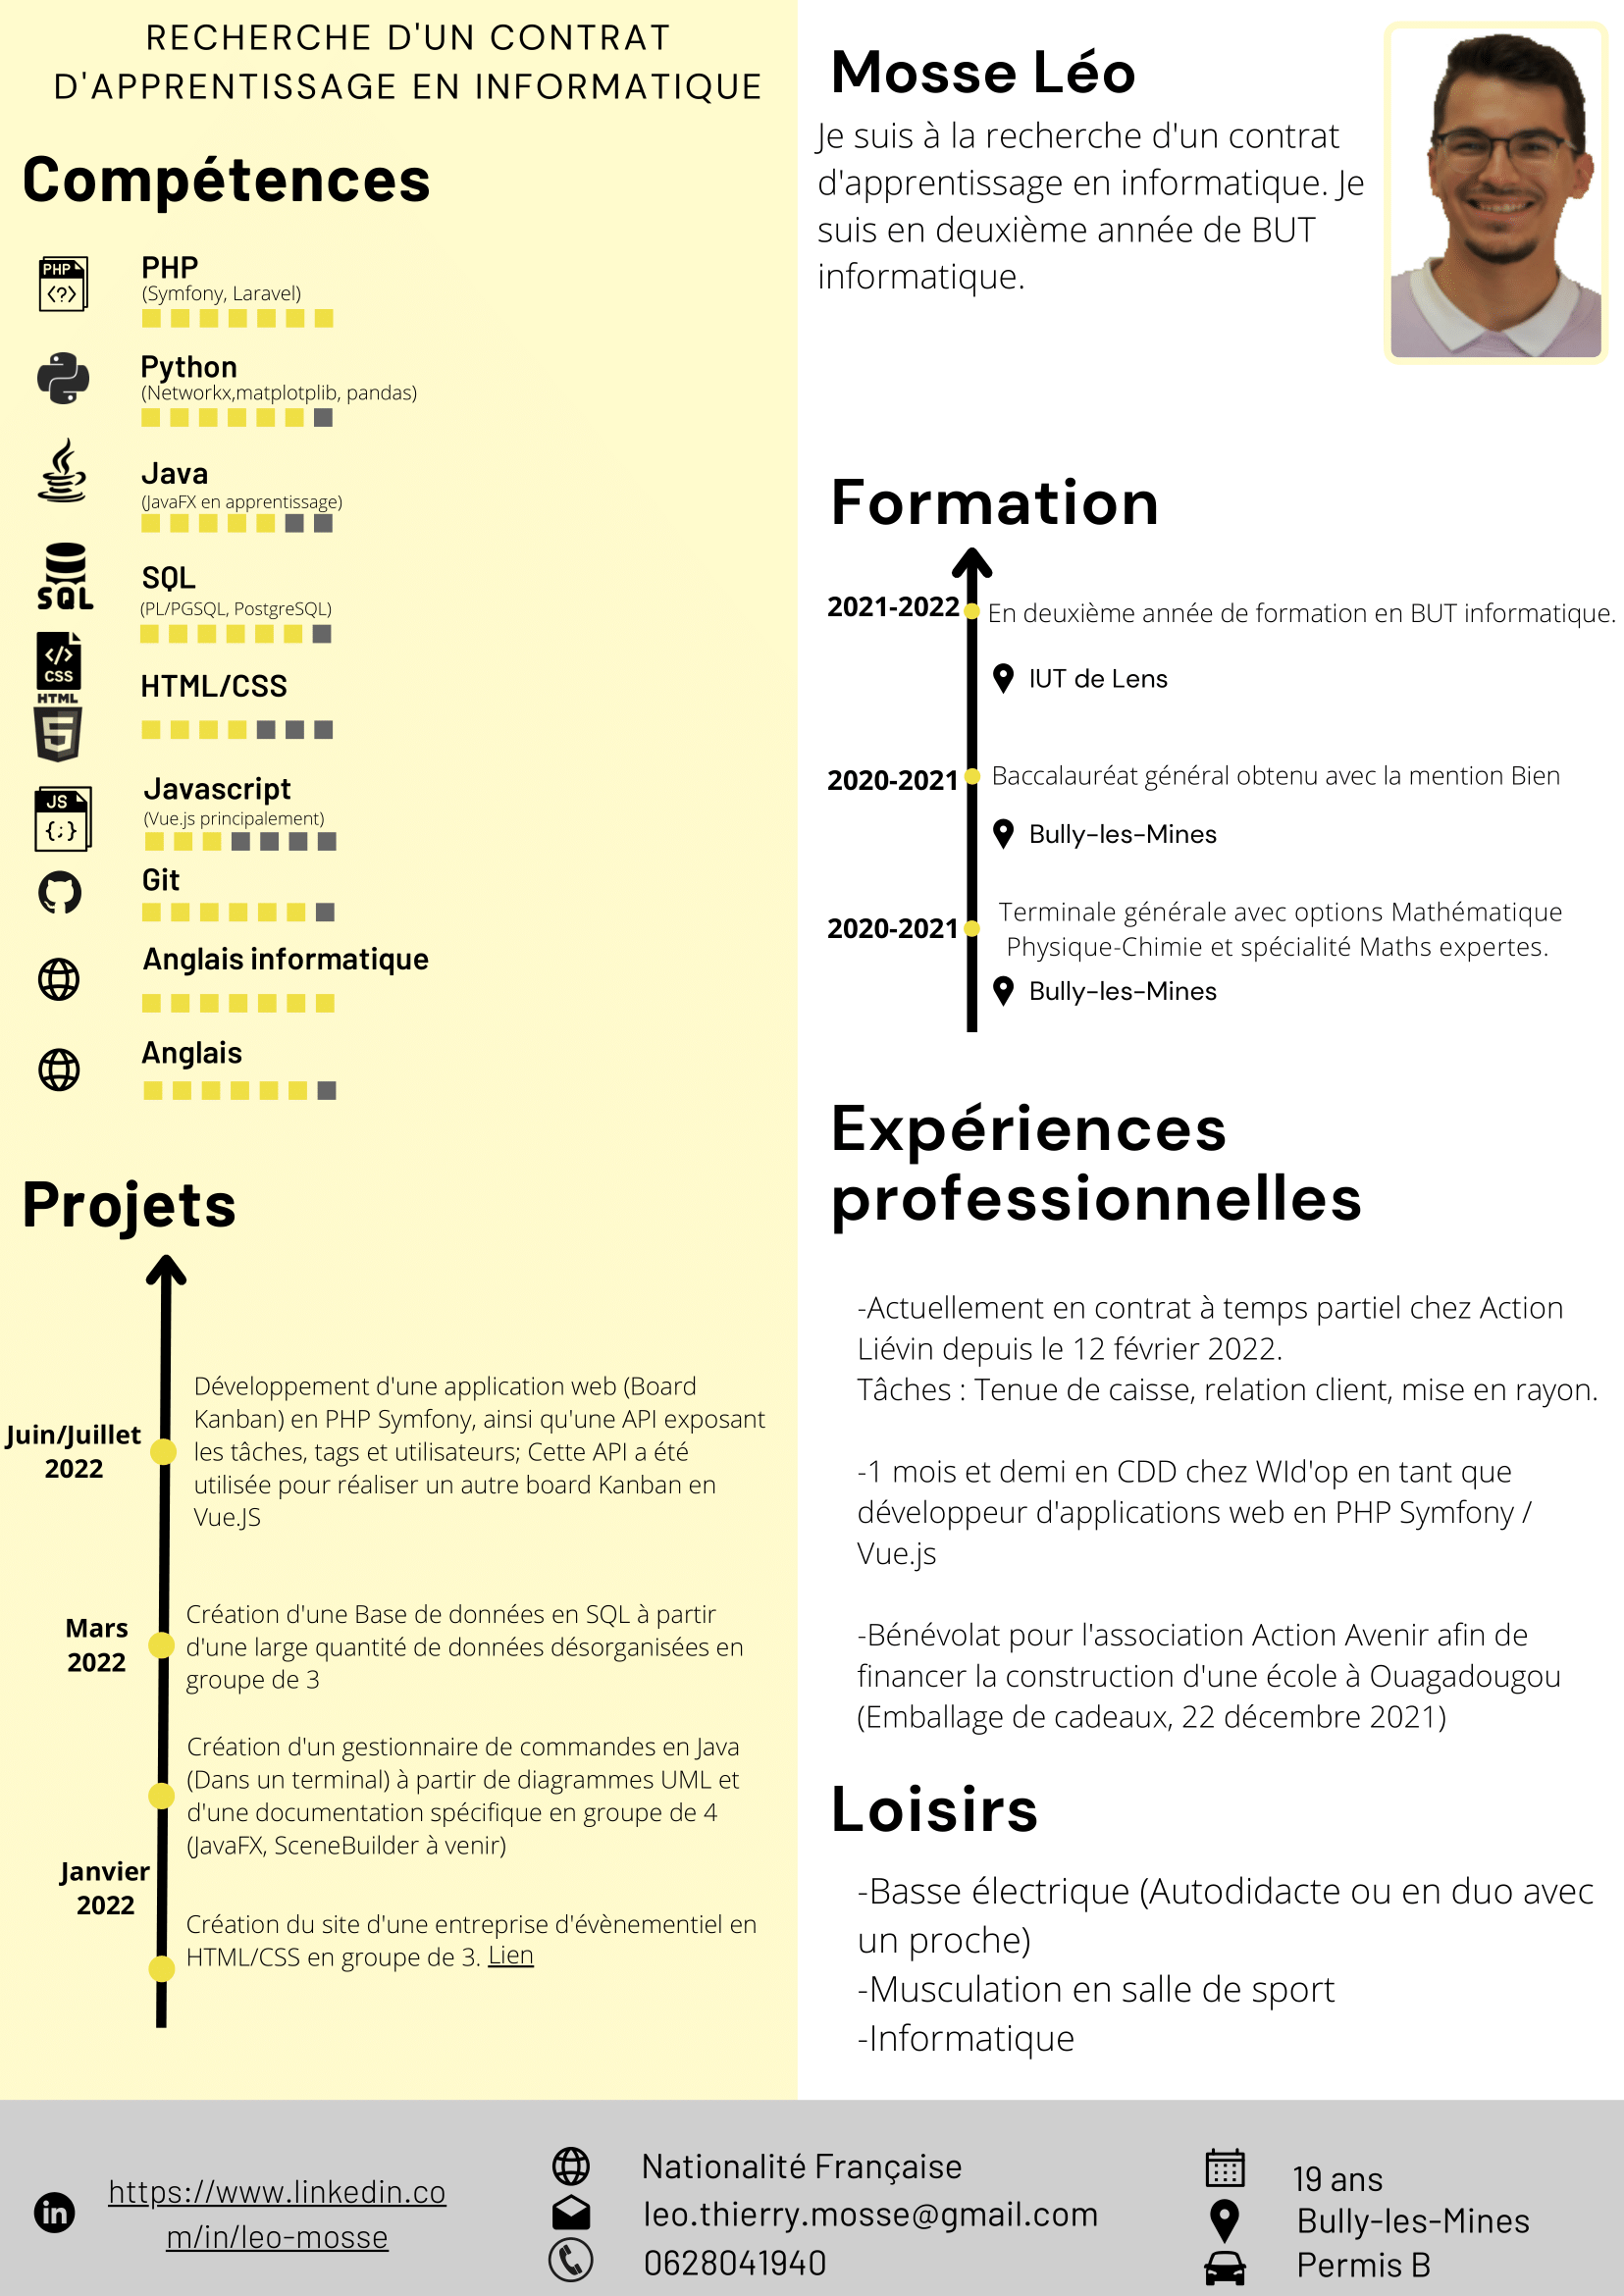 RECHERCHE D'UN CONTRAT
D'APPRENTISSAGE EN INFORMATIQUE
Compétences
PHP
PHP
<?>
(Symfony, Laravel)
Python
(Networkx,matplotplib, pandas)
Java
(JavaFX en apprentissage)
SQL
SQL
(PL/PGSQL, PostgreSQL)
</>
CSS
HTML
5
HTML/CSS
JS
{;}
Javascript
(Vue.js principalement)
Git
Anglais informatique
Anglais
Projets
Juin/Juillet
2022
Développement d'une application web (Board
Kanban) en PHP Symfony, ainsi qu'une API exposant
les tâches, tags et utilisateurs; Cette API a été
utilisée pour réaliser un autre board Kanban en
Vue.JS
Mars
2022
Création d'une Base de données en SQL à partir
d'une large quantité de données désorganisées en
groupe de 3
Création d'un gestionnaire de commandes en Java
(Dans un terminal) à partir de diagrammes UML et
d'une documentation spécifique en groupe de 4
(JavaFX, SceneBuilder à venir)
Janvier
2022
Création du site d'une entreprise d'évènementiel en
HTML/CSS en groupe de 3. Lien
Mosse Léo
Je suis à la recherche d'un contrat
d'apprentissage en informatique. Je
suis en deuxième année de BUT
informatique.
Formation
2021-2022 En deuxième année de formation en BUT informatique.
IUT de Lens
2020-2021 Baccalauréat général obtenu avec la mention Bien
Bully-les-Mines
2020-2021 Terminale générale avec options Mathématique
Physique-Chimie et spécialité Maths expertes.
Bully-les-Mines
Expériences
professionnelles
-Actuellement en contrat à temps partiel chez Action
Liévin depuis le 12 février 2022.
Tâches : Tenue de caisse, relation client, mise en rayon.
-1 mois et demi en CDD chez WId'op en tant que
développeur d'applications web en PHP Symfony /
Vue.js
-Bénévolat pour l'association Action Avenir afin de
financer la construction d'une école à Ouagadougou
(Emballage de cadeaux, 22 décembre 2021)
Loisirs
-Basse électrique (Autodidacte ou en duo avec
un proche)
-Musculation en salle de sport
-Informatique
in
https://www.linkedin.co
m/in/leo-mosse
Nationalité Française
leo.thierry.mosse@gmail.com
0628041940
19 ans
Bully-les-Mines
Permis B